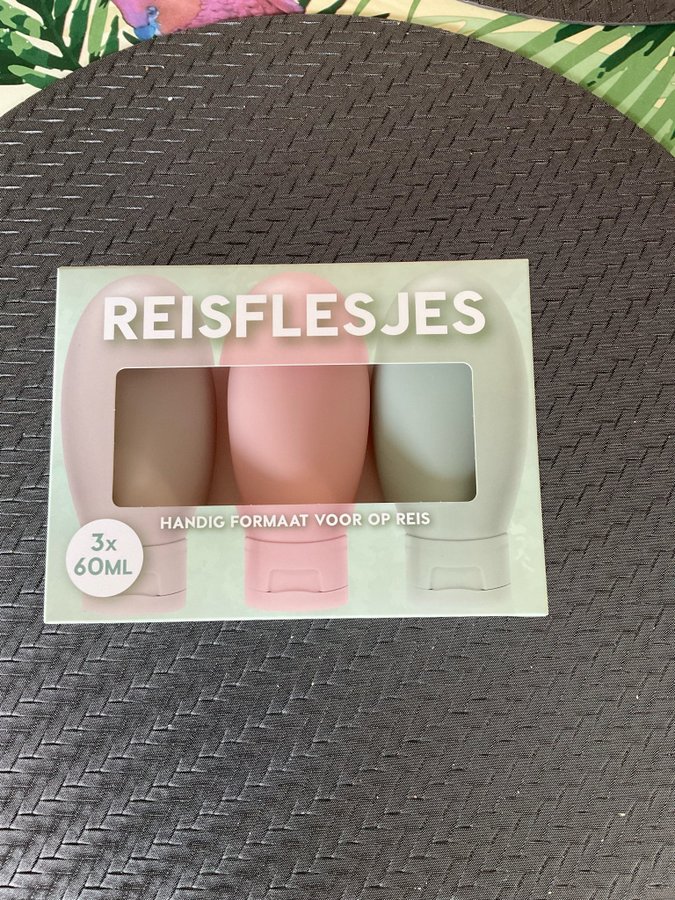 REISFLESJES
HANDIG FORMAAT VOOR OP REIS
3x
60ML